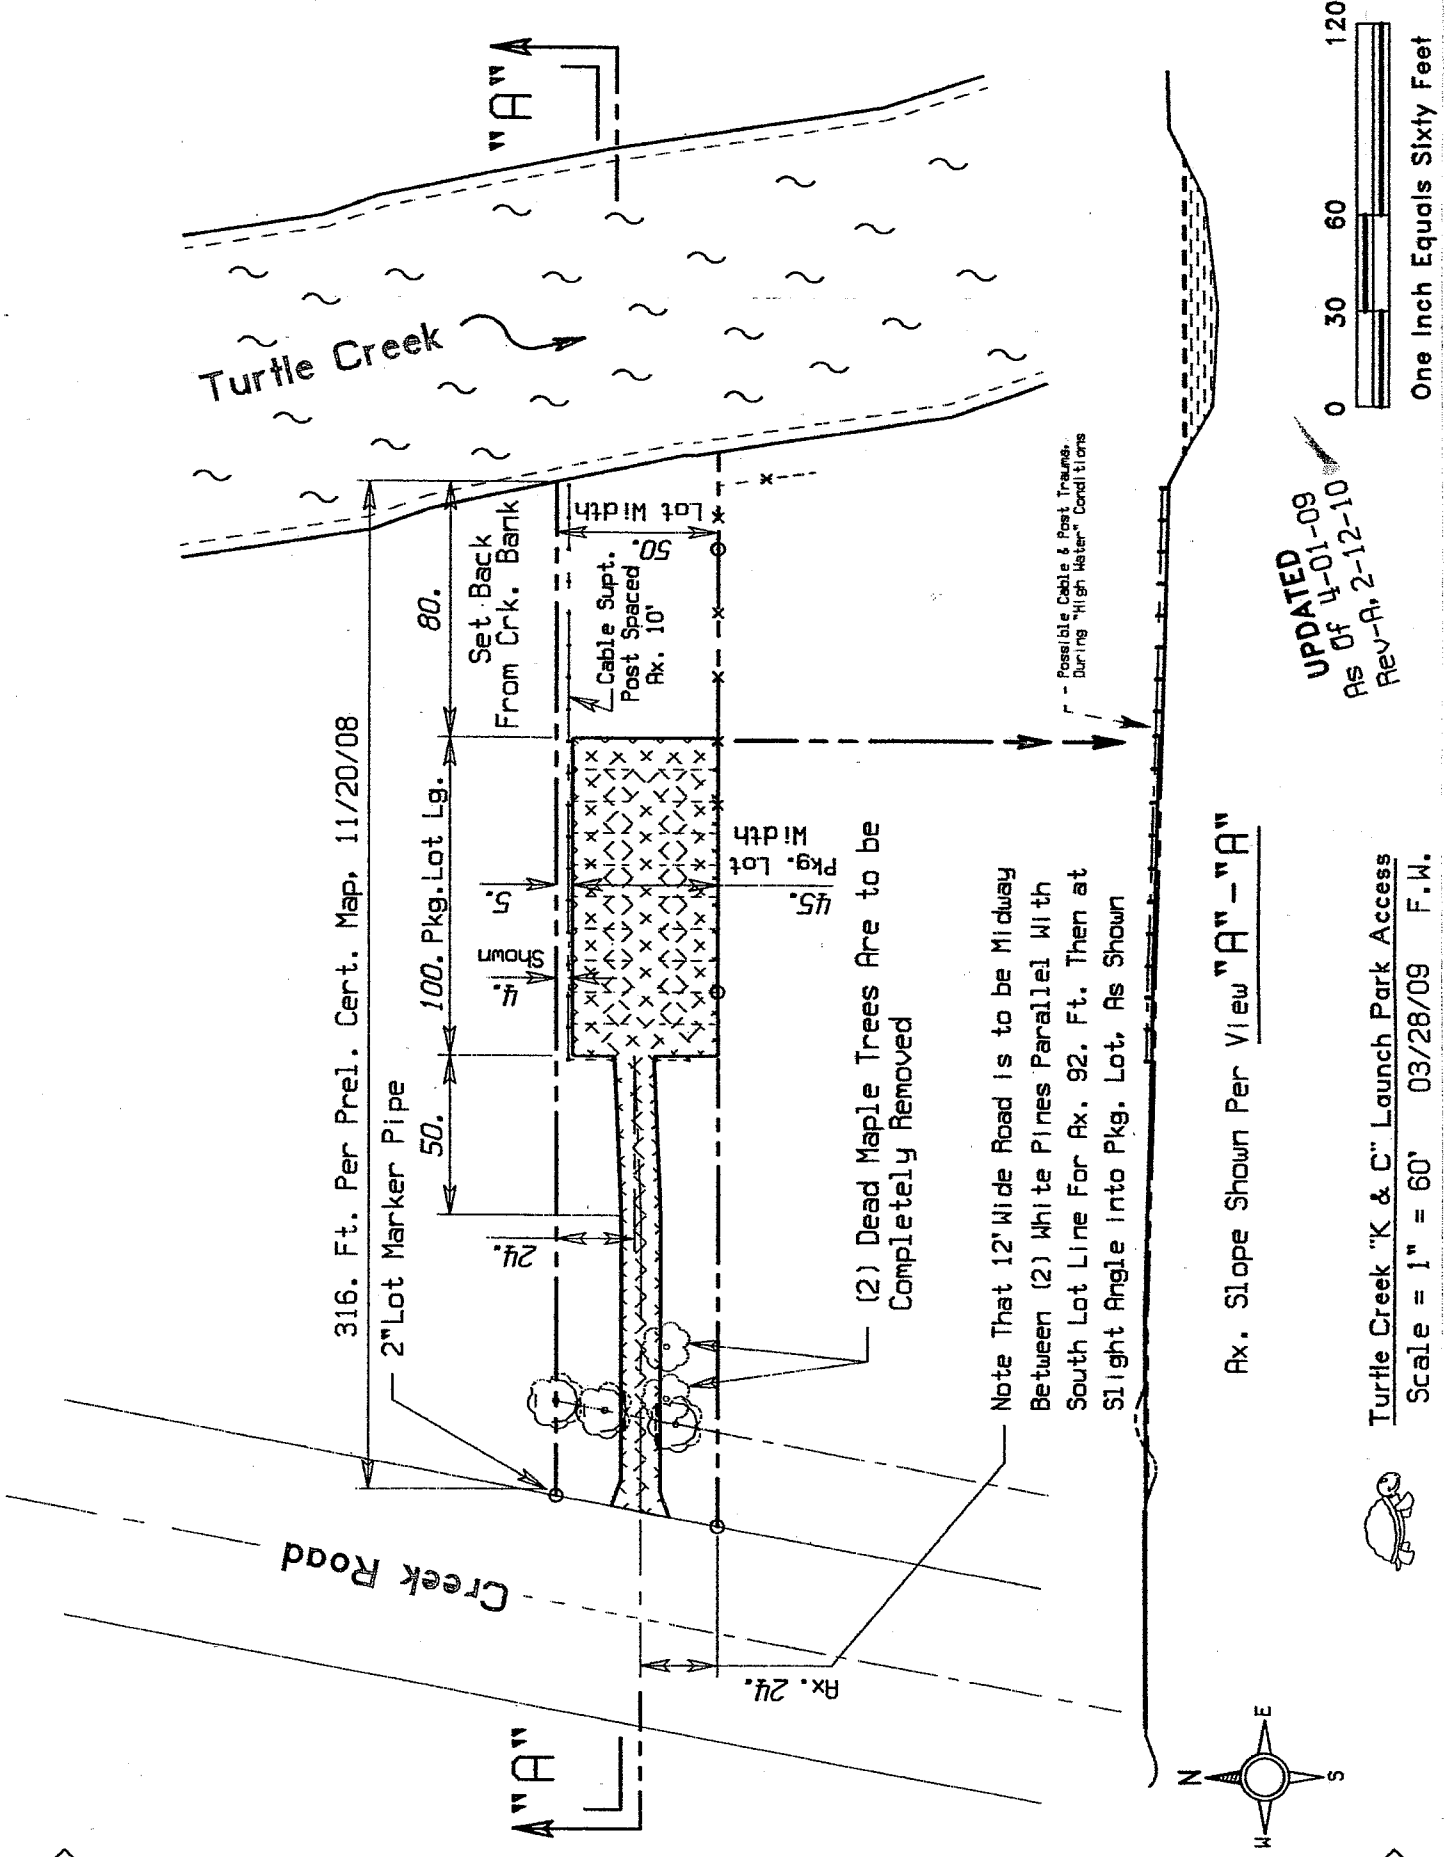 "A"
Turtle Creek
Creek Road
316. Ft. Per Prel. Cert. Map, 11/20/08
2" Lot Marker Pipe
50.
100. Pkg. Lot Lg.
80.
Set Back
From Crk. Bank
24.
4.
Shown
5.
Cable Supt.
Post Spaced
Ax. 10'
50.
Lot Width
45.
Pkg. Lot
Width
(2) Dead Maple Trees Are to be
Completely Removed
"A"
Ax. 24.
Note That 12' Wide Road is to be Midway
Between (2) White Pines Parallel With
South Lot Line For Ax. 92. Ft. Then at
Slight Angle Into Pkg. Lot, As Shown
Possible Cable & Post Trauma,
During "High Water" Conditions
Ax. Slope Shown Per View "A"-"A"
N
E
S
W
UPDATED
As Of 4-01-09
Rev-A, 2-12-10
Turtle Creek "K & C" Launch Park Access
Scale = 1" = 60' 03/28/09 F.W.
0 30 60 120
One Inch Equals Sixty Feet